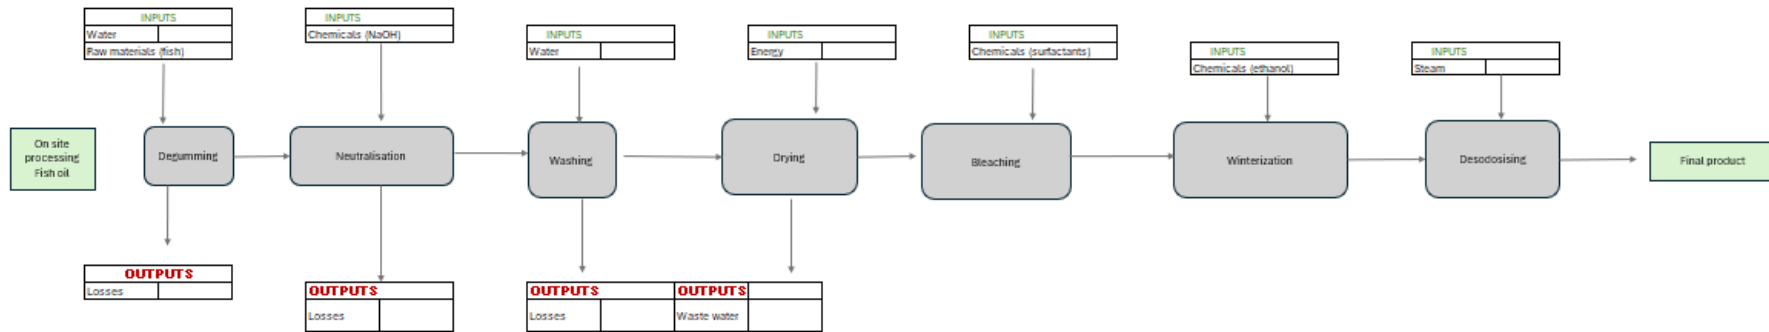 INPUTS
Water
Raw materials (fish)
INPUTS
Chemicals (NaOH)
INPUTS
Water
INPUTS
Energy
INPUTS
Chemicals (surfactants)
INPUTS
Chemicals (ethanol)
INPUTS
Steam
On site
processing
Fish oil
Degumming
Neutralisation
Washing
Drying
Bleaching
Winterization
Desodosising
Final product
OUTPUTS
Losses
OUTPUTS
Losses
OUTPUTS
Losses
OUTPUTS
Waste water